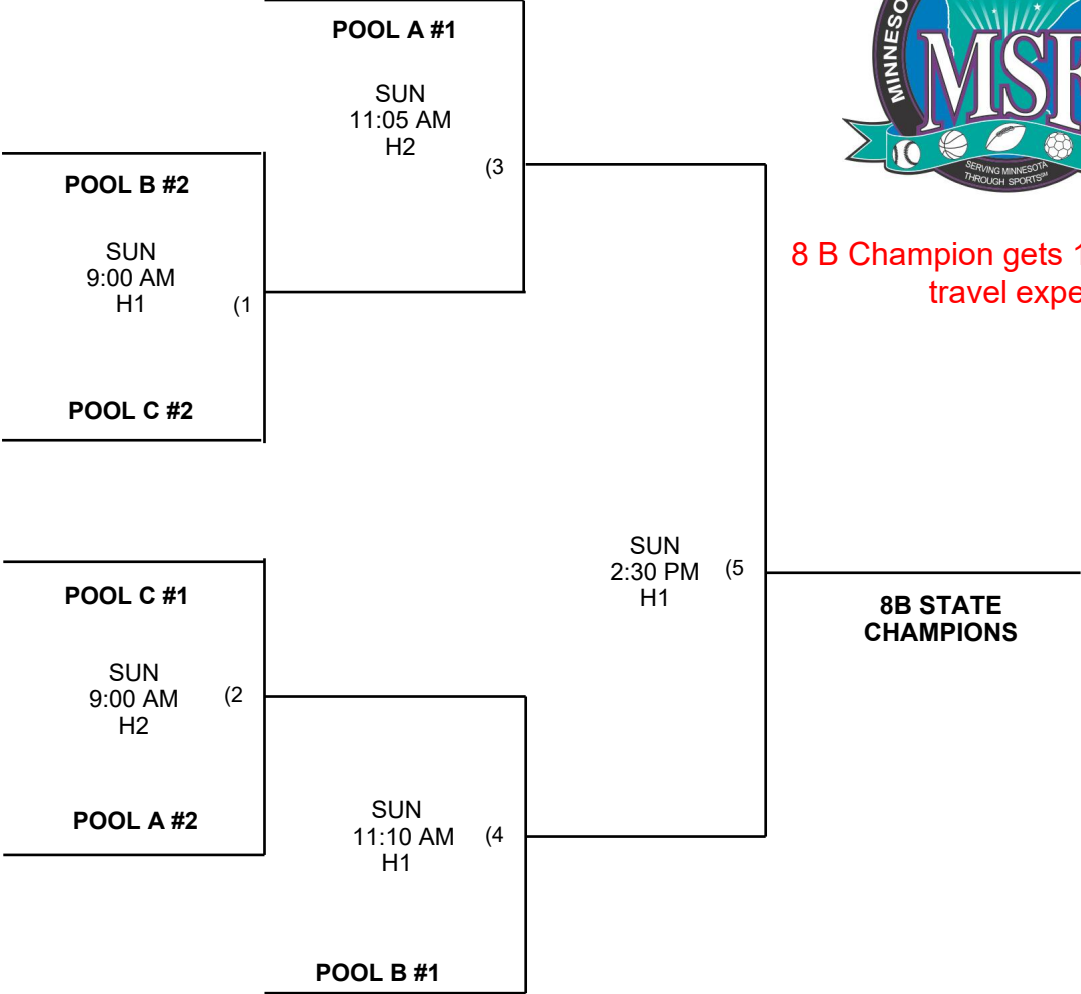 POOL A #1
SUN
11:05 AM
H2
(3
MSF
SERVING MINNESOTA
THROUGH SPORTS℠
POOL B #2
SUN
9:00 AM
H1
(1
8 B Champion gets
travel
POOL C #2
SUN
2:30 PM
H1
(5
POOL C #1
8B STATE
CHAMPIONS
SUN
9:00 AM
H2
(2
POOL A #2
SUN
11:10 AM
H1
(4
POOL B #1